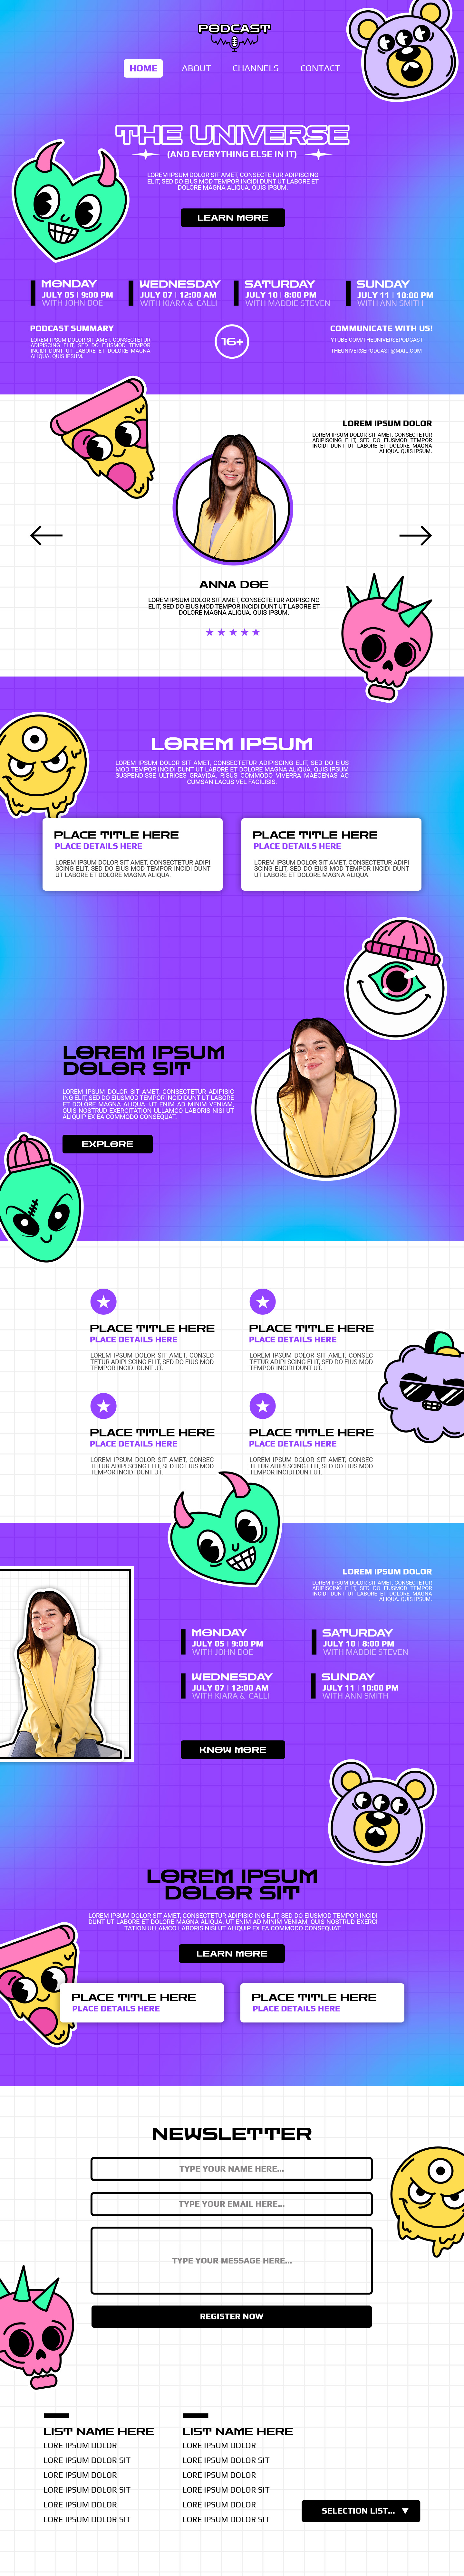 PODCAST
HOME ABOUT CHANNELS CONTACT
THE UNIVERSE
(AND EVERYTHING ELSE IN IT)
LOREM IPSUM DOLOR SIT AMET, CONSECTETUR ADIPISCING
ELIT, SED DO EIUS MOD TEMPOR INCIDI DUNT UT LABORE ET
DOLORE MAGNA ALIQUA. QUIS IPSUM.
LEARN MORE
MONDAY
JULY 05 | 9:00 PM
WITH JOHN DOE
WEDNESDAY
JULY 07 | 12:00 AM
WITH KIARA & CALLI
SATURDAY
JULY 10 | 8:00 PM
WITH MADDIE STEVEN
SUNDAY
JULY 11 | 10:00 PM
WITH ANN SMITH
PODCAST SUMMARY
LOREM IPSUM DOLOR SIT AMET, CONSECTETUR
ADIPISCING ELIT, SED DO EIUSMOD TEMPOR
INCIDI DUNT UT LABORE ET DOLORE MAGNA
ALIQUA. QUIS IPSUM.
16+
COMMUNICATE WITH US!
YTUBE.COM/THEUNIVERSEPODCAST
THEUNIVERSEPODCAST@MAIL.COM
LOREM IPSUM DOLOR
LOREM IPSUM DOLOR SIT AMET, CONSECTETUR
ADIPISCING ELIT, SED DO EIUSMOD TEMPOR
INCIDI DUNT UT LABORE ET DOLORE MAGNA
ALIQUA. QUIS IPSUM.
ANNA DOE
LOREM IPSUM DOLOR SIT AMET, CONSECTETUR ADIPISCING
ELIT, SED DO EIUS MOD TEMPOR INCIDI DUNT UT LABORE ET
DOLORE MAGNA ALIQUA. QUIS IPSUM.
LOREM IPSUM
LOREM IPSUM DOLOR SIT AMET, CONSECTETUR ADIPISCING ELIT, SED DO EIUS
MOD TEMPOR INCIDI DUNT UT LABORE ET DOLORE MAGNA ALIQUA. QUIS IPSUM
SUSPENDISSE ULTRICES GRAVIDA. RISUS COMMODO VIVERRA MAECENAS AC
CUMSAN LACUS VEL FACILISIS.
PLACE TITLE HERE
PLACE DETAILS HERE
LOREM IPSUM DOLOR SIT AMET, CONSECTETUR ADIPI
SCING ELIT, SED DO EIUS MOD TEMPOR INCIDI DUNT
UT LABORE ET DOLORE MAGNA ALIQUA.
PLACE TITLE HERE
PLACE DETAILS HERE
LOREM IPSUM DOLOR SIT AMET, CONSECTETUR ADIPI
SCING ELIT, SED DO EIUS MOD TEMPOR INCIDI DUNT
UT LABORE ET DOLORE MAGNA ALIQUA.
LOREM IPSUM
DOLOR SIT
LOREM IPSUM DOLOR SIT AMET, CONSECTETUR ADIPISIC
ING ELIT, SED DO EIUSMOD TEMPOR INCIDIDUNT UT LABORE
ET DOLORE MAGNA ALIQUA. UT ENIM AD MINIM VENIAM,
QUIS NOSTRUD EXERCITATION ULLAMCO LABORIS NISI UT
ALIQUIP EX EA COMMODO CONSEQUAT.
EXPLORE
PLACE TITLE HERE
PLACE DETAILS HERE
LOREM IPSUM DOLOR SIT AMET, CONSEC
TETUR ADIPI SCING ELIT, SED DO EIUS MOD
TEMPOR INCIDI DUNT UT.
PLACE TITLE HERE
PLACE DETAILS HERE
LOREM IPSUM DOLOR SIT AMET, CONSEC
TETUR ADIPI SCING ELIT, SED DO EIUS MOD
TEMPOR INCIDI DUNT UT.
PLACE TITLE HERE
PLACE DETAILS HERE
LOREM IPSUM DOLOR SIT AMET, CONSEC
TETUR ADIPI SCING ELIT, SED DO EIUS MOD
TEMPOR INCIDI DUNT UT.
PLACE TITLE HERE
PLACE DETAILS HERE
LOREM IPSUM DOLOR SIT AMET, CONSEC
TETUR ADIPI SCING ELIT, SED DO EIUS MOD
TEMPOR INCIDI DUNT UT.
LOREM IPSUM DOLOR
LOREM IPSUM DOLOR SIT AMET, CONSECTETUR
ADIPISCING ELIT, SED DO EIUSMOD TEMPOR
INCIDI DUNT UT LABORE ET DOLORE MAGNA
ALIQUA. QUIS IPSUM.
MONDAY
JULY 05 | 9:00 PM
WITH JOHN DOE
SATURDAY
JULY 10 | 8:00 PM
WITH MADDIE STEVEN
WEDNESDAY
JULY 07 | 12:00 AM
WITH KIARA & CALLI
SUNDAY
JULY 11 | 10:00 PM
WITH ANN SMITH
KNOW MORE
LOREM IPSUM
DOLOR SIT
LOREM IPSUM DOLOR SIT AMET, CONSECTETUR ADIPISIC ING ELIT, SED DO EIUSMOD TEMPOR INCIDI
DUNT UT LABORE ET DOLORE MAGNA ALIQUA. UT ENIM AD MINIM VENIAM, QUIS NOSTRUD EXERCI
TATION ULLAMCO LABORIS NISI UT ALIQUIP EX EA COMMODO CONSEQUAT.
LEARN MORE
PLACE TITLE HERE
PLACE DETAILS HERE
PLACE TITLE HERE
PLACE DETAILS HERE
NEWSLETTER
TYPE YOUR NAME HERE...
TYPE YOUR EMAIL HERE...
TYPE YOUR MESSAGE HERE...
REGISTER NOW
LIST NAME HERE
LORE IPSUM DOLOR
LORE IPSUM DOLOR SIT
LORE IPSUM DOLOR
LORE IPSUM DOLOR SIT
LORE IPSUM DOLOR
LORE IPSUM DOLOR SIT
LIST NAME HERE
LORE IPSUM DOLOR
LORE IPSUM DOLOR SIT
LORE IPSUM DOLOR
LORE IPSUM DOLOR SIT
LORE IPSUM DOLOR
LORE IPSUM DOLOR SIT
SELECTION LIST...